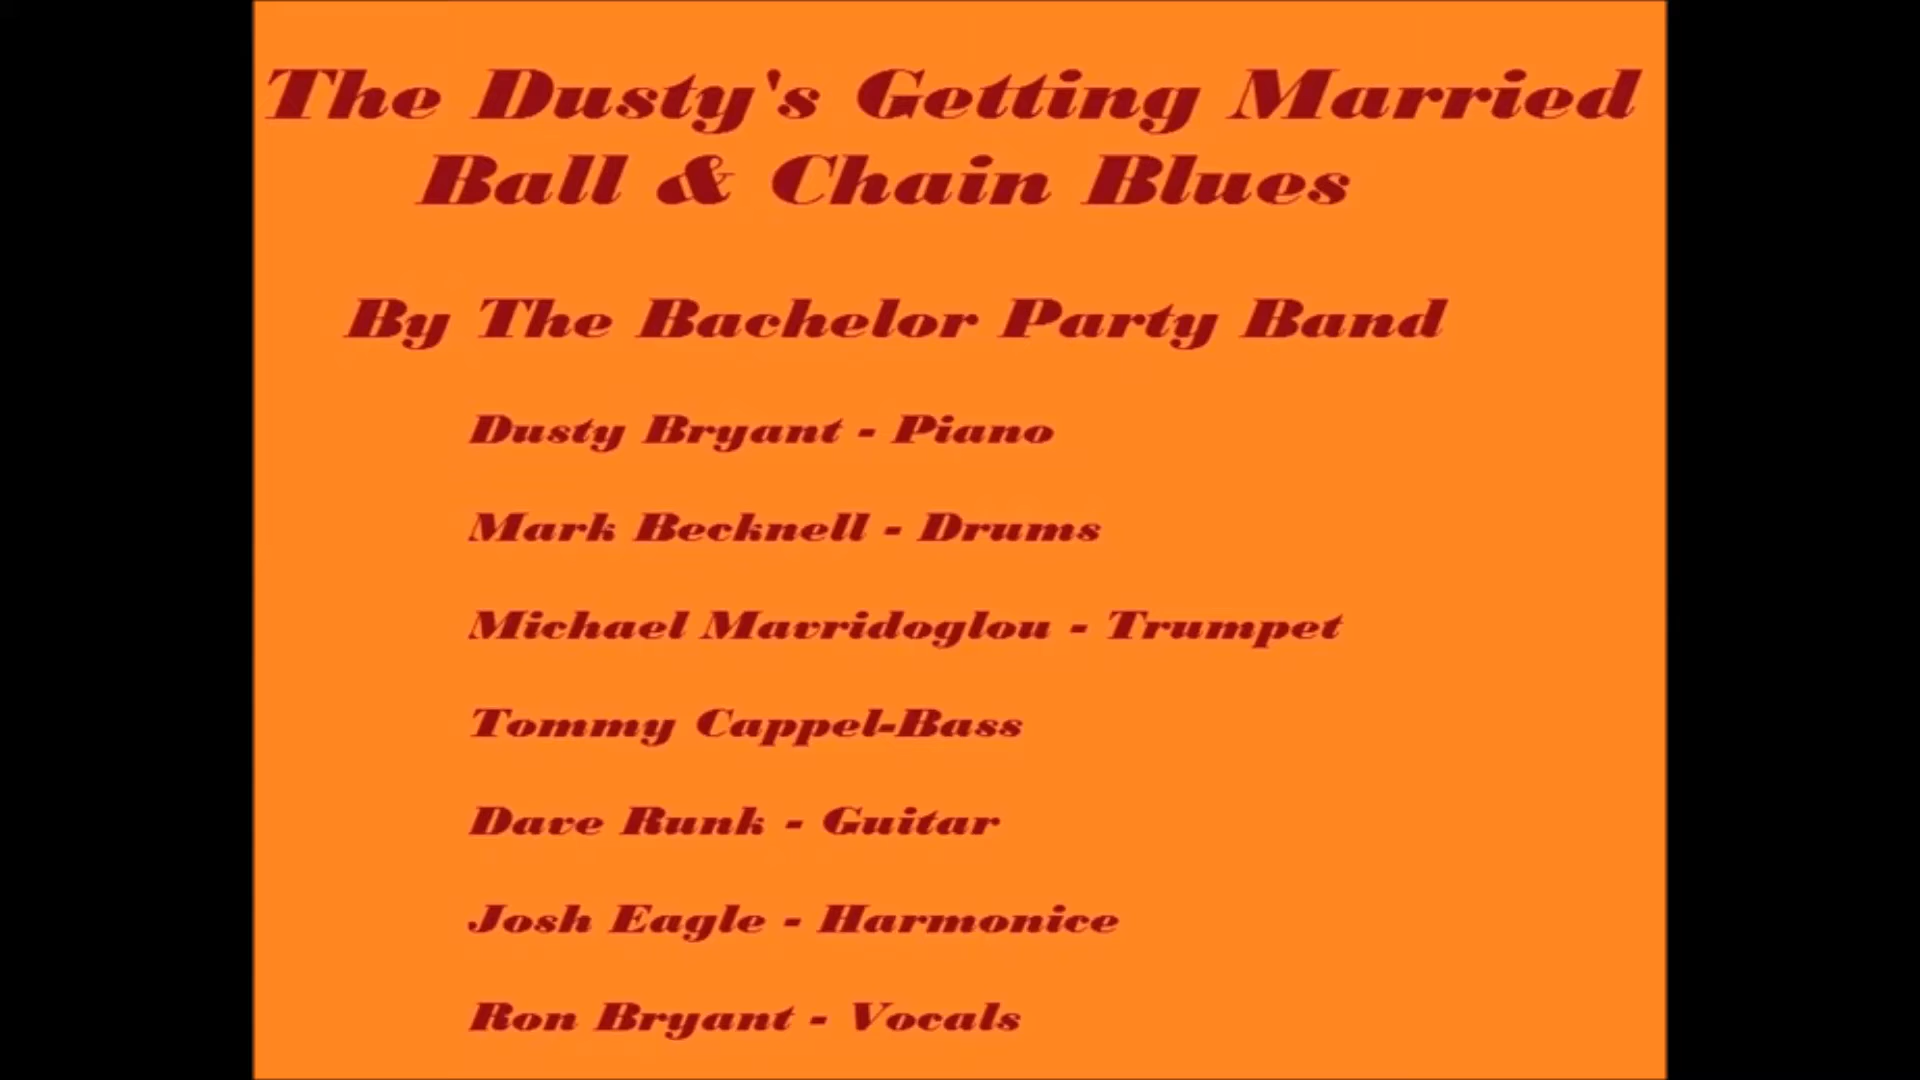 The Dusty's Getting Married
Ball & Chain Blues
By The Bachelor Party Band
Dusty Bryant - Piano
Mark Becknell - Drums
Michael Mavridoglou - Trumpet
Tommy Cappel-Bass
Dave Runk - Guitar
Josh Eagle - Harmonice
Ron Bryant - Vocals